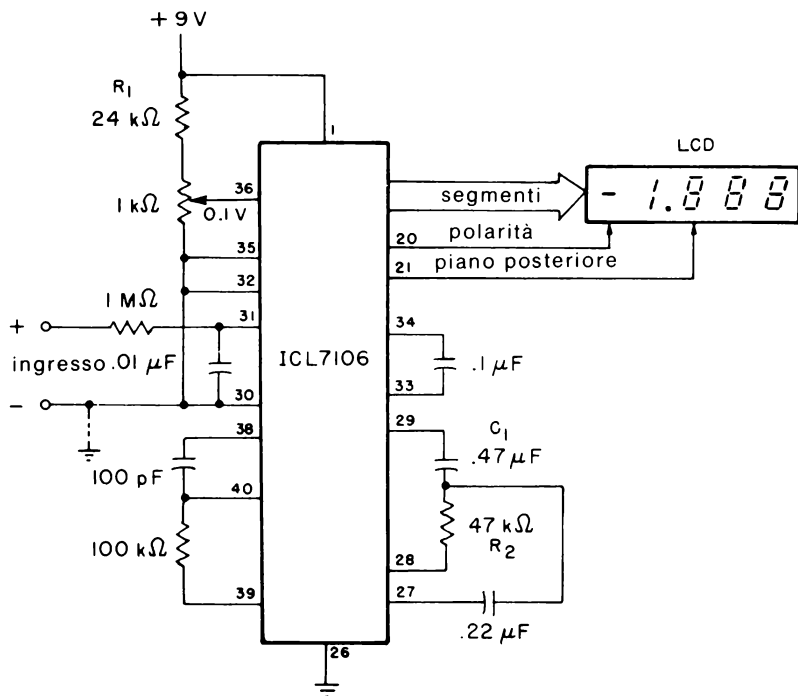 +9V
R1
24 kΩ
1
LCD
36
segmenti
- 1.888
1 kΩ
0.1 V
20
polarità
35
21
piano posteriore
32
1 MΩ
+
31
34
ICL7106
ingresso .01 µF
.1 µF
33
-
30
29
38
C1
.47 µF
100 pF
40
47 kΩ
R2
100 kΩ
28
27
39
.22 µF
26